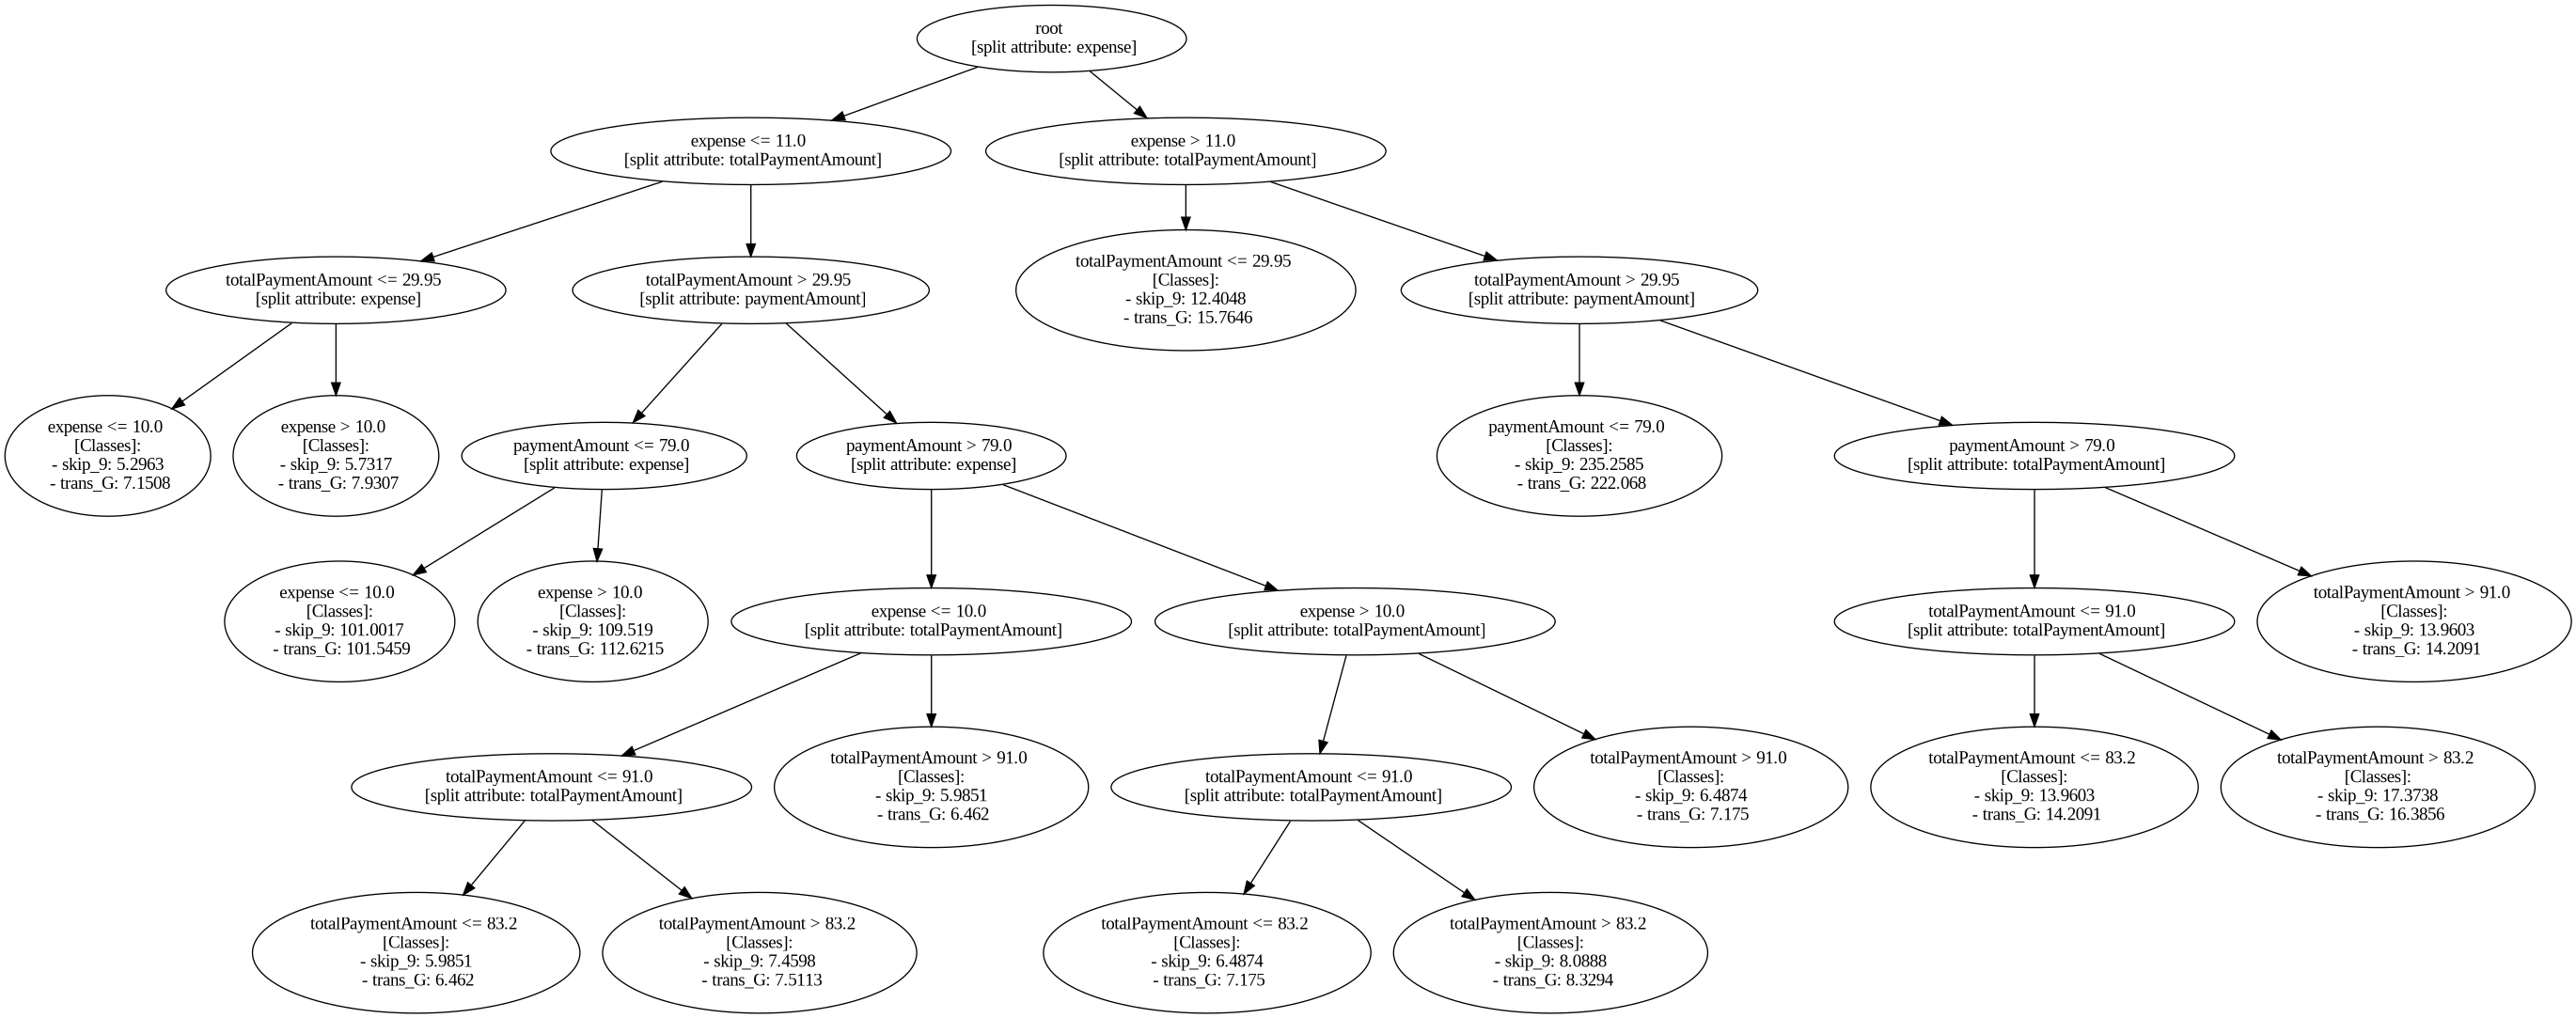 root
[split attribute: expense]
expense <= 11.0
[split attribute: totalPaymentAmount]
expense > 11.0
[split attribute: totalPaymentAmount]
totalPaymentAmount <= 29.95
[split attribute: expense]
totalPaymentAmount > 29.95
[split attribute: paymentAmount]
totalPaymentAmount <= 29.95
[Classes]:
- skip_9: 12.4048
- trans_G: 15.7646
totalPaymentAmount > 29.95
[split attribute: paymentAmount]
expense <= 10.0
[Classes]:
- skip_9: 5.2963
- trans_G: 7.1508
expense > 10.0
[Classes]:
- skip_9: 5.7317
- trans_G: 7.9307
paymentAmount <= 79.0
[split attribute: expense]
paymentAmount > 79.0
[split attribute: expense]
paymentAmount <= 79.0
[Classes]:
- skip_9: 235.2585
- trans_G: 222.068
paymentAmount > 79.0
[split attribute: totalPaymentAmount]
expense <= 10.0
[Classes]:
- skip_9: 101.0017
- trans_G: 101.5459
expense > 10.0
[Classes]:
- skip_9: 109.519
- trans_G: 112.6215
expense <= 10.0
[split attribute: totalPaymentAmount]
expense > 10.0
[split attribute: totalPaymentAmount]
totalPaymentAmount <= 91.0
[split attribute: totalPaymentAmount]
totalPaymentAmount > 91.0
[Classes]:
- skip_9: 13.9603
- trans_G: 14.2091
totalPaymentAmount <= 91.0
[split attribute: totalPaymentAmount]
totalPaymentAmount > 91.0
[Classes]:
- skip_9: 5.9851
- trans_G: 6.462
totalPaymentAmount <= 91.0
[split attribute: totalPaymentAmount]
totalPaymentAmount > 91.0
[Classes]:
- skip_9: 6.4874
- trans_G: 7.175
totalPaymentAmount <= 83.2
[Classes]:
- skip_9: 13.9603
- trans_G: 14.2091
totalPaymentAmount > 83.2
[Classes]:
- skip_9: 17.3738
- trans_G: 16.3856
totalPaymentAmount <= 83.2
[Classes]:
- skip_9: 5.9851
- trans_G: 6.462
totalPaymentAmount > 83.2
[Classes]:
- skip_9: 7.4598
- trans_G: 7.5113
totalPaymentAmount <= 83.2
[Classes]:
- skip_9: 6.4874
- trans_G: 7.175
totalPaymentAmount > 83.2
[Classes]:
- skip_9: 8.0888
- trans_G: 8.3294